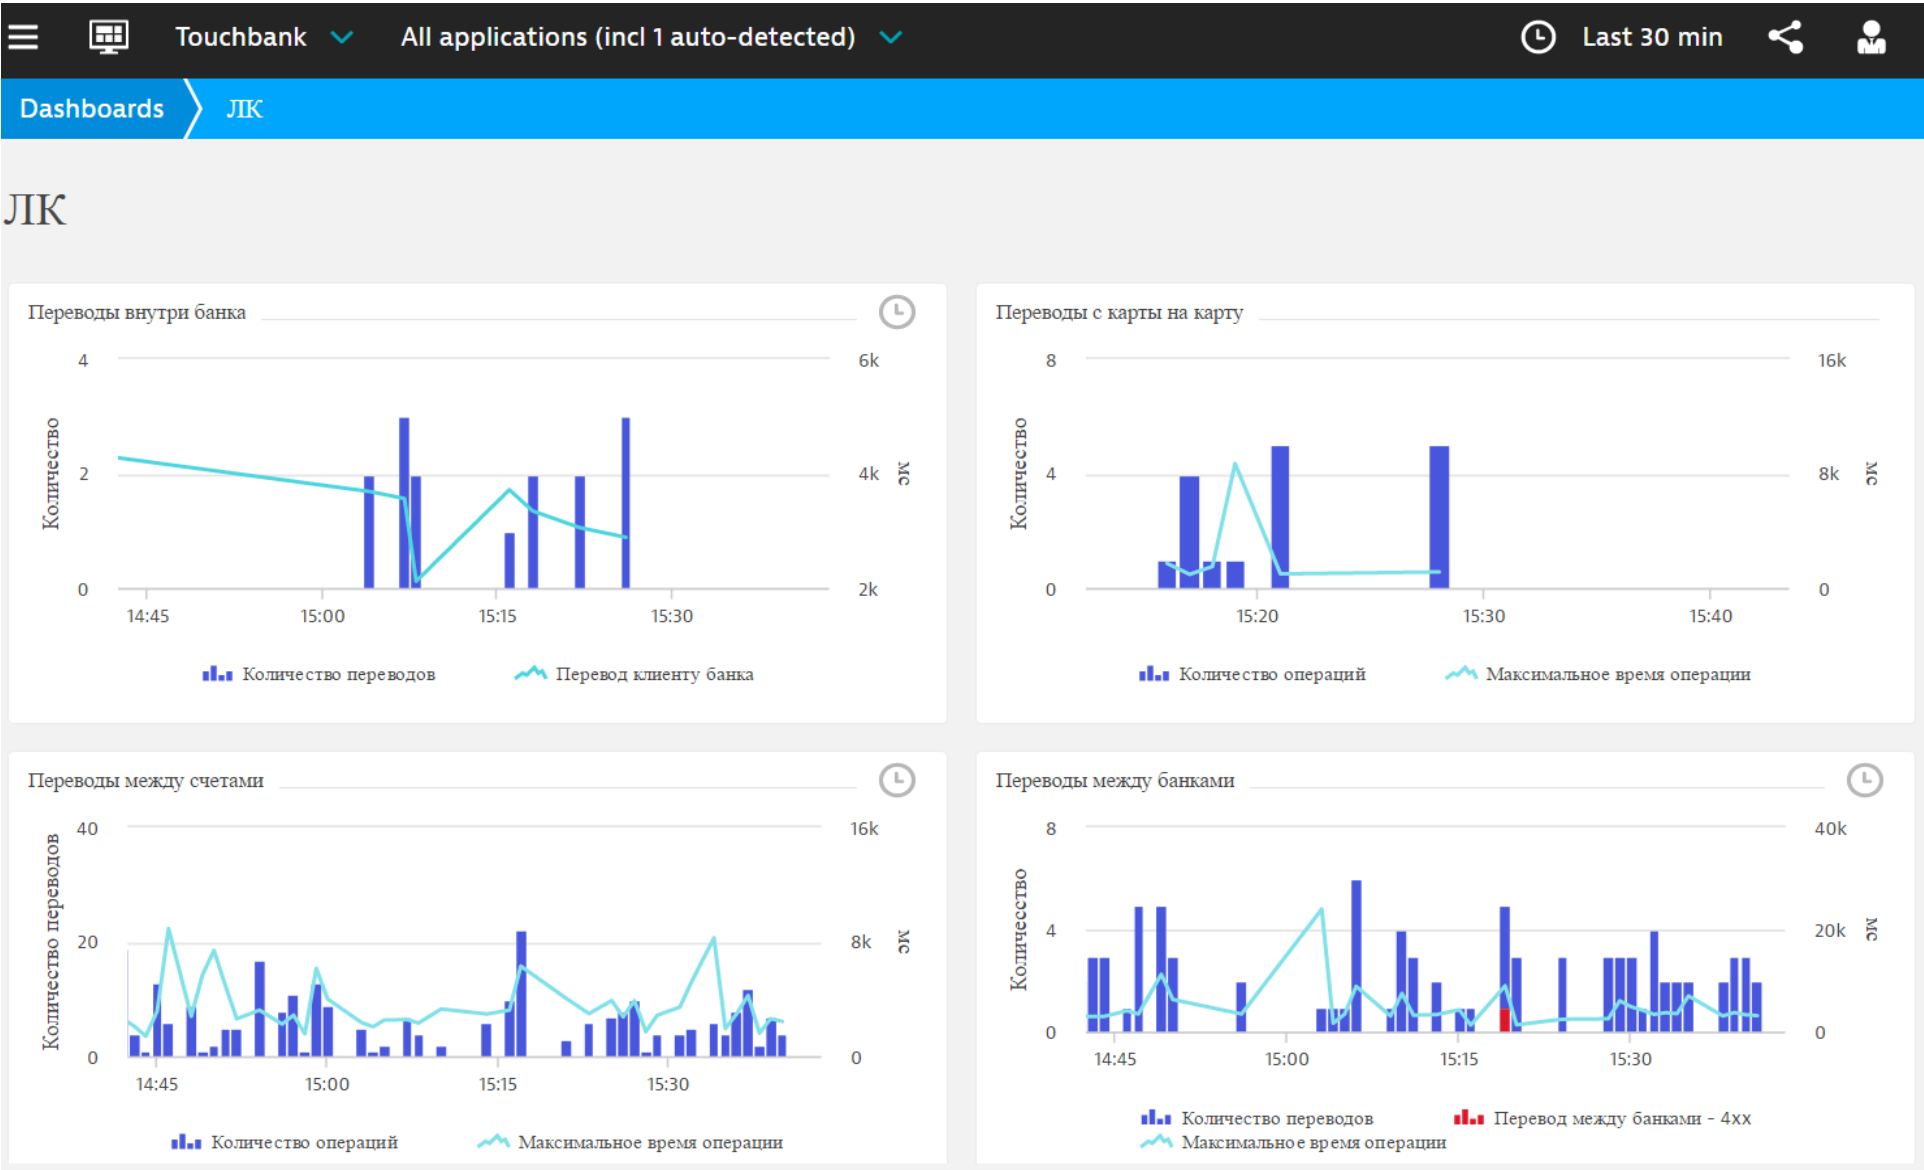 Touchbank All applications (incl 1 auto-detected) Last 30 min
Dashboards ЛК
ЛК
Переводы внутри банка
4 6k
2 4k
0 2k
Количество
мс
14:45 15:00 15:15 15:30
Количество переводов Перевод клиенту банка
Переводы с карты на карту
8 16k
4 8k
0 0
Количество
мс
15:20 15:30 15:40
Количество операций Максимальное время операции
Переводы между счетами
40 16k
20 8k
0 0
Количество переводов
мс
14:45 15:00 15:15 15:30
Количество операций Максимальное время операции
Переводы между банками
8 40k
4 20k
0 0
Количесство
мс
14:45 15:00 15:15 15:30
Количество переводов Перевод между банками - 4xx
Максимальное время операции